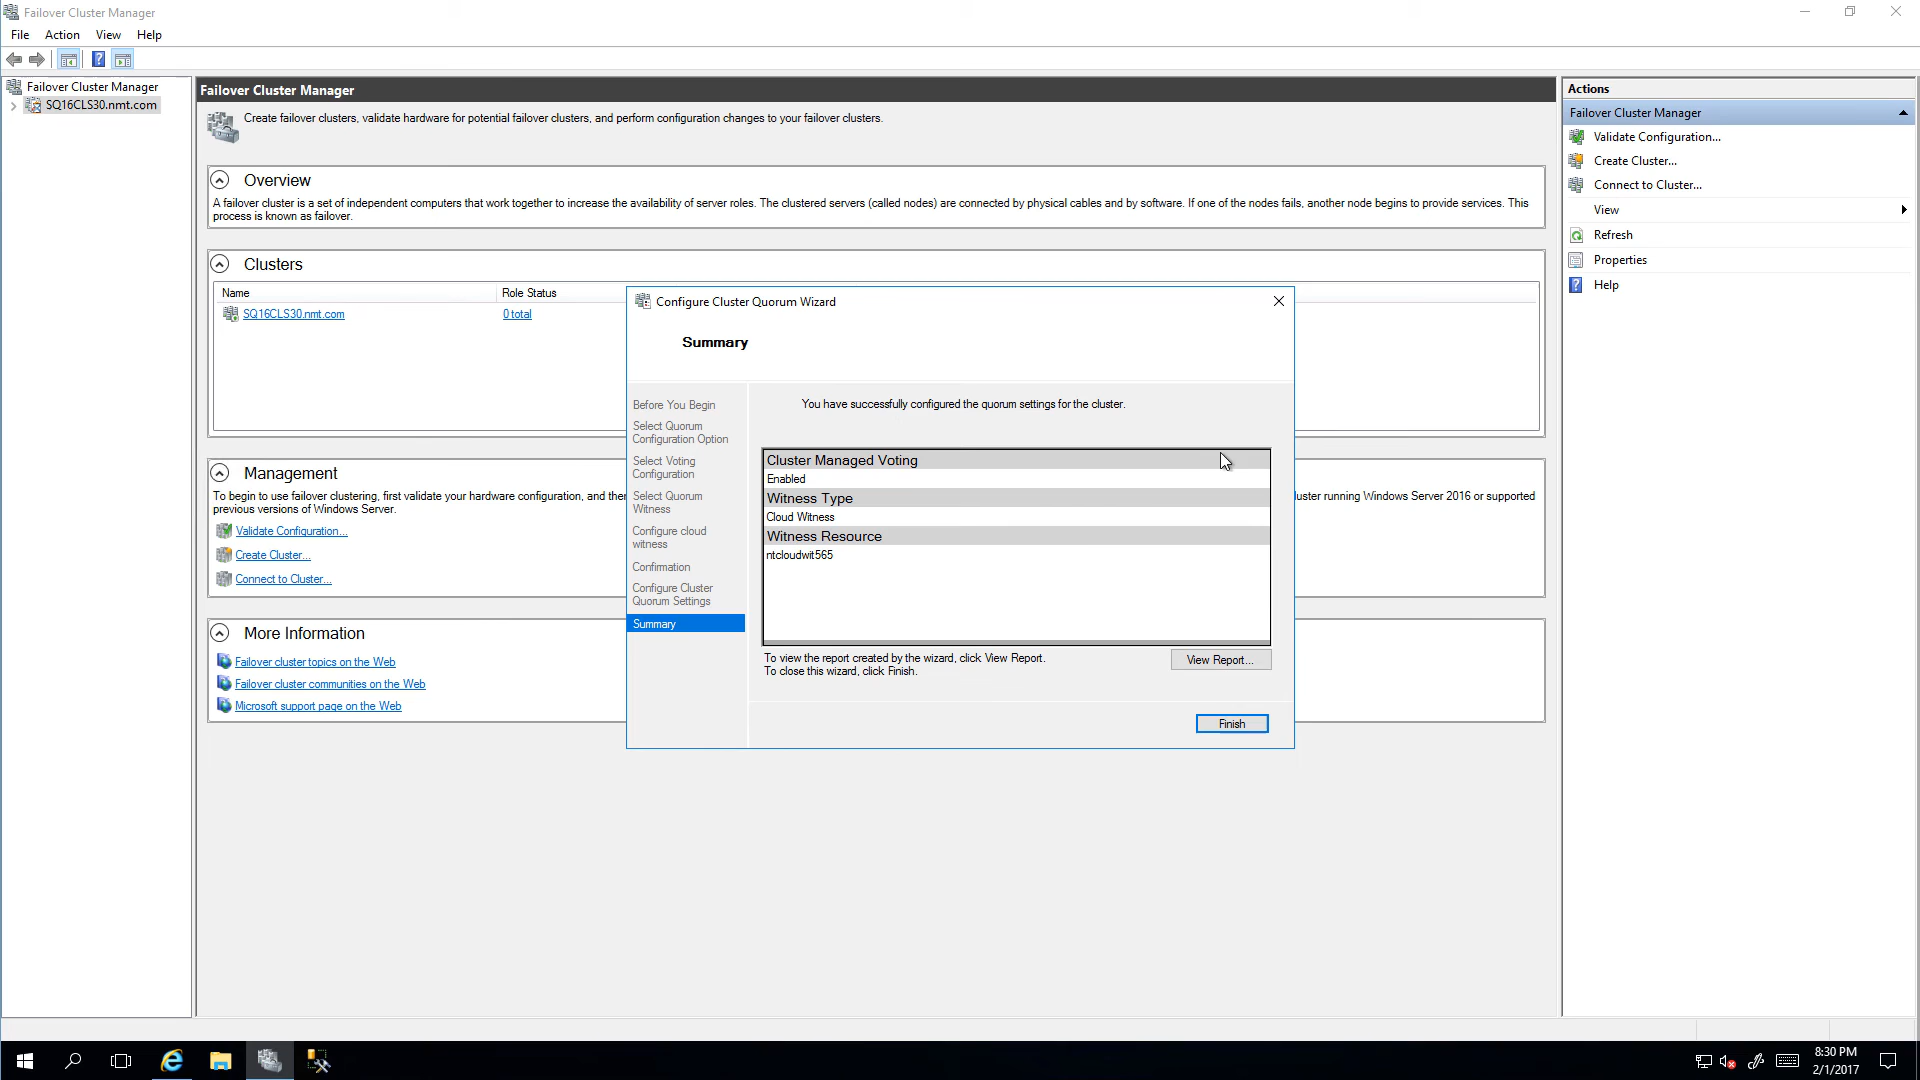 Failover Cluster Manager
File Action View Help
Failover Cluster Manager
SQ16CLS30.nmt.com
Failover Cluster Manager
Create failover clusters, validate hardware for potential failover clusters, and perform configuration changes to your failover clusters.
Overview
A failover cluster is a set of independent computers that work together to increase the availability of server roles. The clustered servers (called nodes) are connected by physical cables and by software. If one of the nodes fails, another node begins to provide services. This
process is known as failover.
Clusters
Name Role Status
SQ16CLS30.nmt.com 0 total
Management
To begin to use failover clustering, first validate your hardware configuration, and then
uster running Windows Server 2016 or supported
previous versions of Windows Server.
Validate Configuration...
Create Cluster...
Connect to Cluster...
More Information
Failover cluster topics on the Web
Failover cluster communities on the Web
Microsoft support page on the Web
Configure Cluster Quorum Wizard
Summary
Before You Begin
Select Quorum
Configuration Option
Select Voting
Configuration
Select Quorum
Witness
Configure cloud
witness
Confirmation
Configure Cluster
Quorum Settings
Summary
You have successfully configured the quorum settings for the cluster.
Cluster Managed Voting
Enabled
Witness Type
Cloud Witness
Witness Resource
ntcloudwit565
To view the report created by the wizard, click View Report.
To close this wizard, click Finish.
View Report...
Finish
Actions
Failover Cluster Manager
Validate Configuration...
Create Cluster...
Connect to Cluster...
View
Refresh
Properties
Help
8:30 PM
2/1/2017